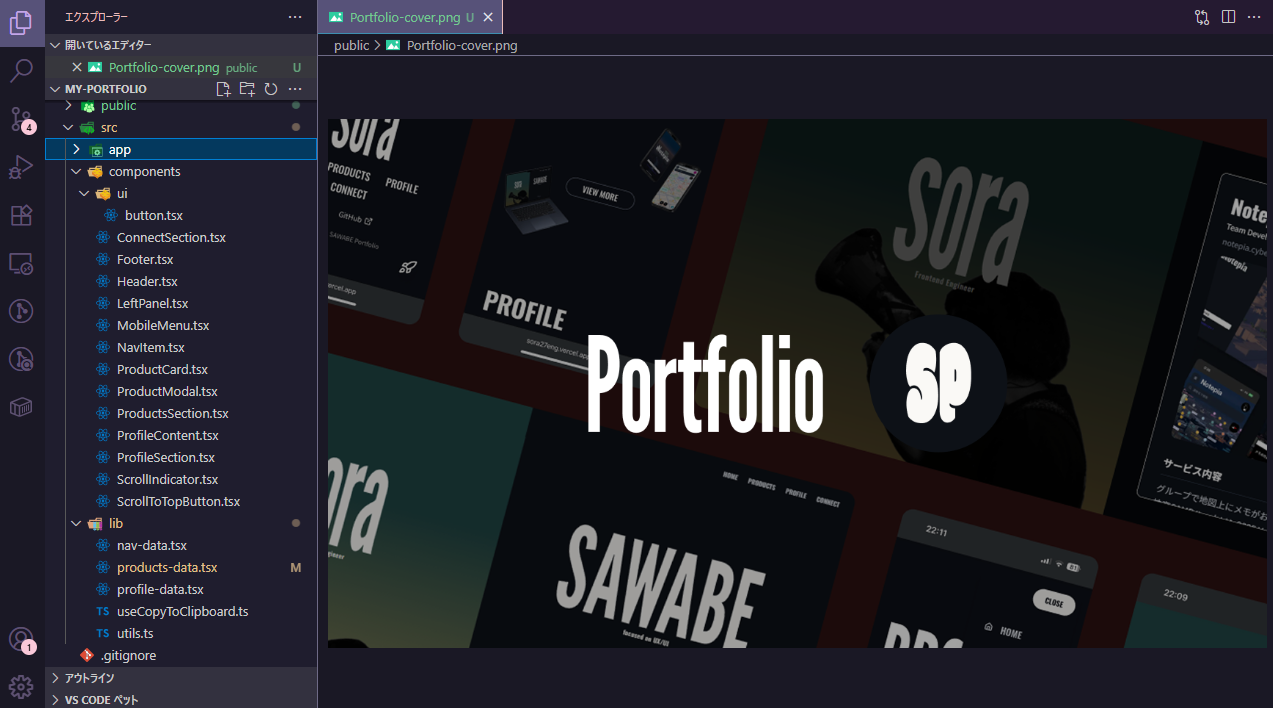 エクスプローラー
Portfolio-cover.png U
public > Portfolio-cover.png
開いているエディター
Portfolio-cover.png public U
MY-PORTFOLIO
public
src
app
components
ui
button.tsx
ConnectSection.tsx
Footer.tsx
Header.tsx
LeftPanel.tsx
MobileMenu.tsx
NavItem.tsx
ProductCard.tsx
ProductModal.tsx
ProductsSection.tsx
ProfileContent.tsx
ProfileSection.tsx
ScrollIndicator.tsx
ScrollToTopButton.tsx
lib
nav-data.tsx
products-data.tsx M
profile-data.tsx
TS useCopyToClipboard.ts
TS utils.ts
.gitignore
アウトライン
VS CODE ペット
4
1
sora
PRODUCTS PROFILE
CONNECT
GitHub
SAWABE Portfolio
vercel.app
VIEW MORE
PROFILE
sora27eng.vercel.app
sora
Frontend Engineer
Portfolio
SP
Note
Team Devel
notepia.cybe
Notepia
Notepia
サービス内容
グループで地図上にメモがお
ora
HOME PRODUCTS PROFILE CONNECT
SAWABE
focused on UX/UI
22:11
81
CLOSE
HOME
22:09